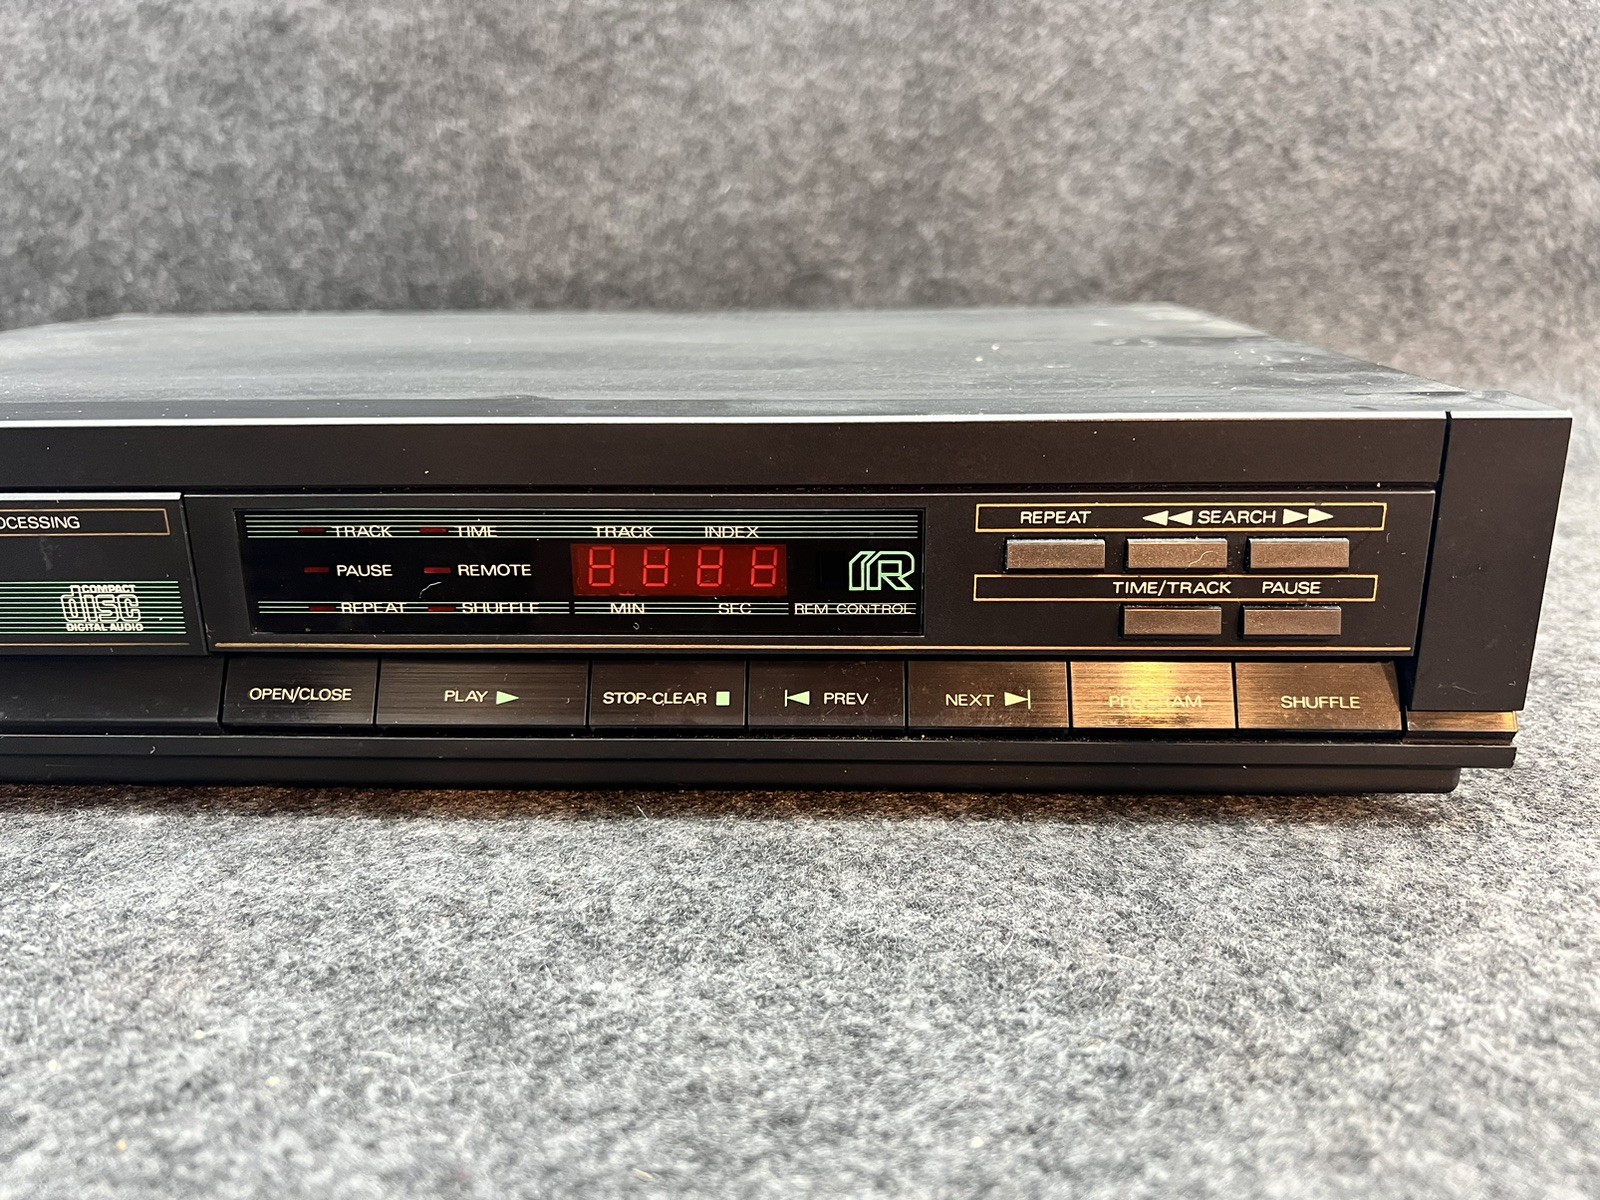 OCESSING
COMPACT
disc
DIGITAL AUDIO
TRACK TIME TRACK INDEX
PAUSE REMOTE 8888 IR
REPEAT SHUFFLE MIN SEC REM CONTROL
REPEAT ◀◀ SEARCH ▶▶
TIME/TRACK PAUSE
OPEN/CLOSE PLAY ▶ STOP-CLEAR ■ |◀ PREV NEXT ▶| PROGRAM SHUFFLE